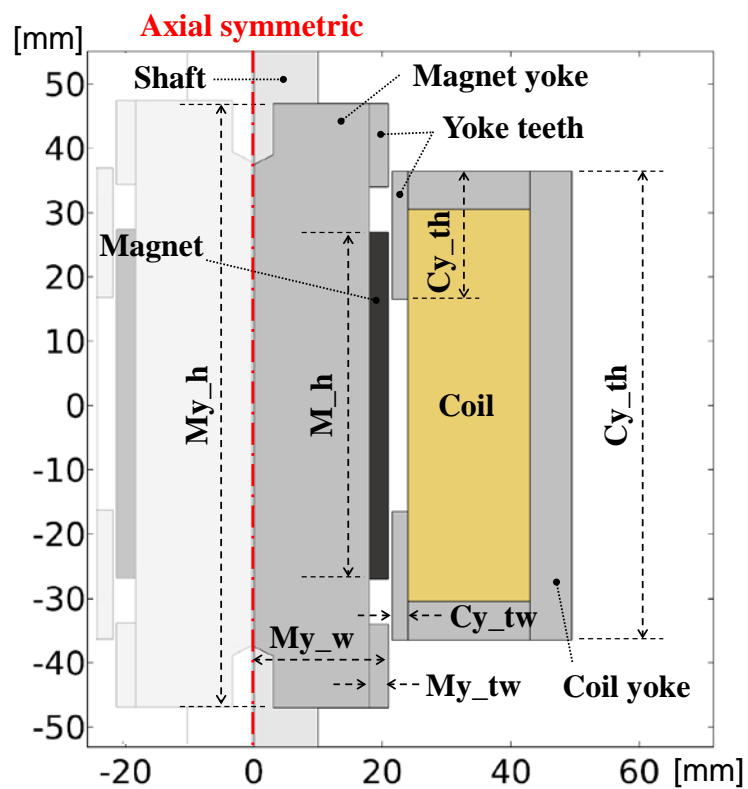 Axial symmetric
[mm]
Shaft
Magnet yoke
Yoke teeth
Magnet
Cy_th
My_h
M_h
Coil
Cy_th
Cy_tw
My_w
My_tw
Coil yoke
50
40
30
20
10
0
-10
-20
-30
-40
-50
-20
0
20
40
60
[mm]